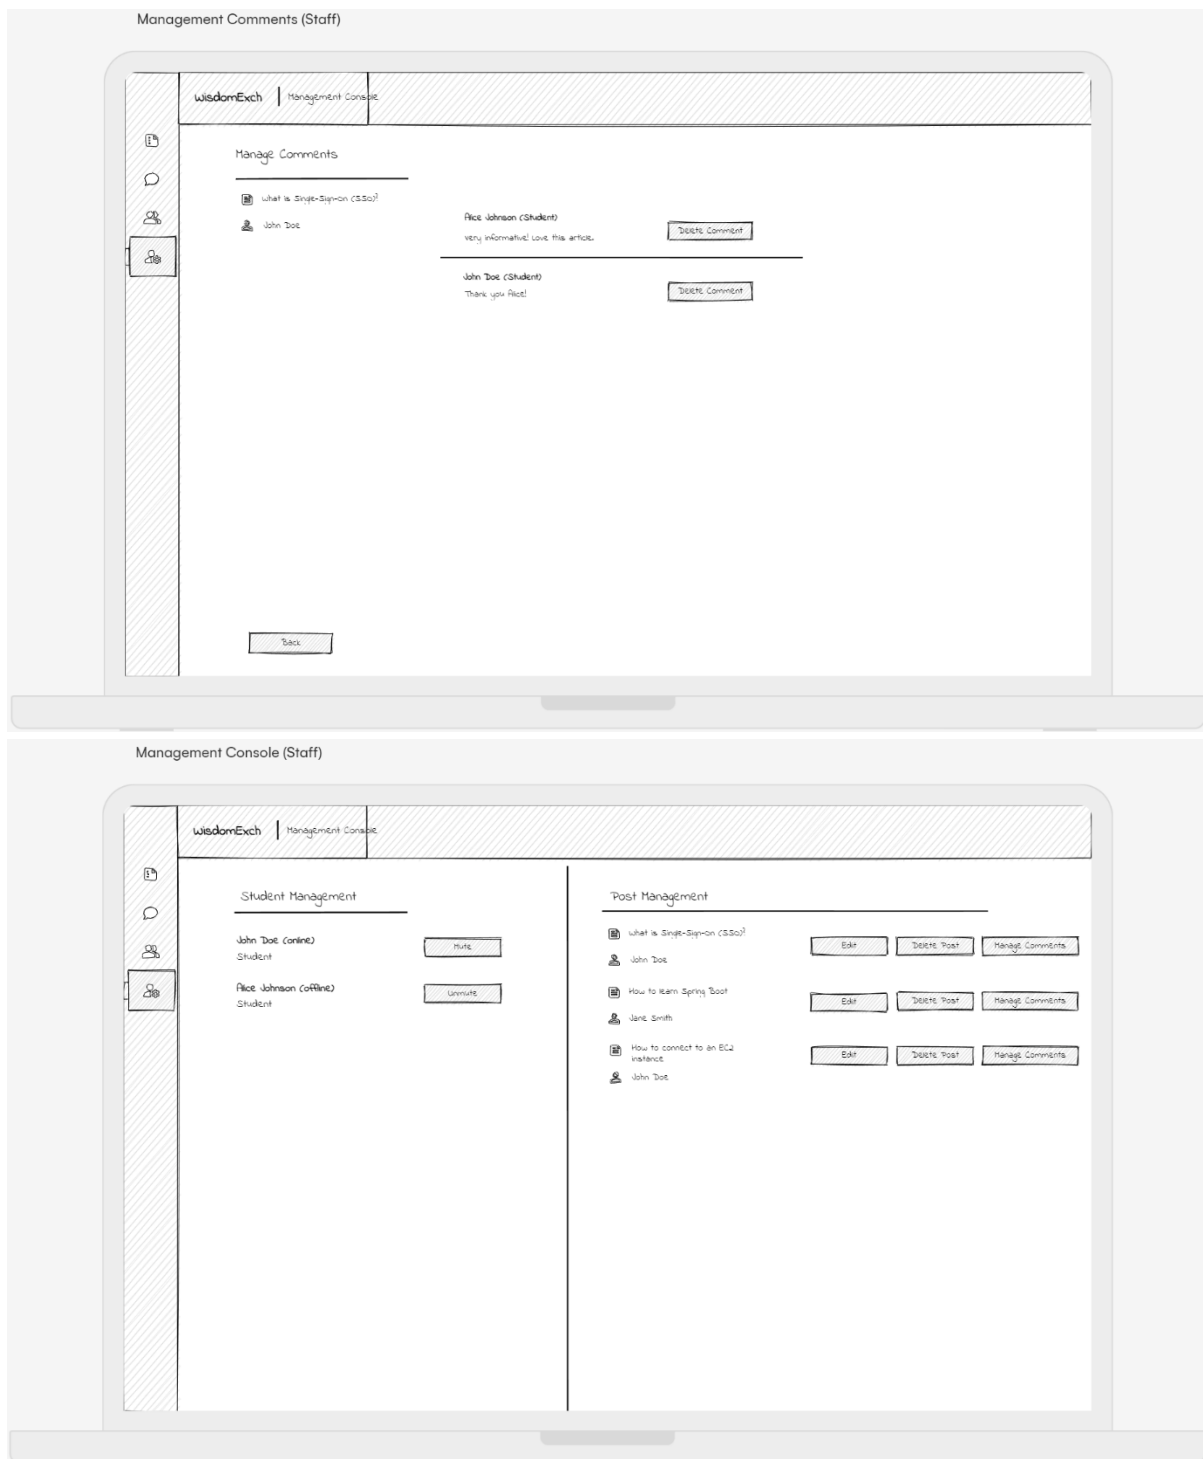 Management Comments (Staff)
WisdomExch Management Console
Manage Comments
What is Single-Sign-on (SSO)?
John Doe
Alice Johnson (Student)
Very informative! Love this article.
Delete Comment
John Doe (Student)
Thank you Alice!
Delete Comment
Back
Management Console (Staff)
WisdomExch Management Console
Student Management
John Doe (online)
Student
Mute
Alice Johnson (offline)
Student
Unmute
Post Management
What is Single-Sign-on (SSO)?
John Doe
Edit Delete Post Manage Comments
How to learn Spring Boot
Jane Smith
Edit Delete Post Manage Comments
How to connect to an EC2
instance
John Doe
Edit Delete Post Manage Comments